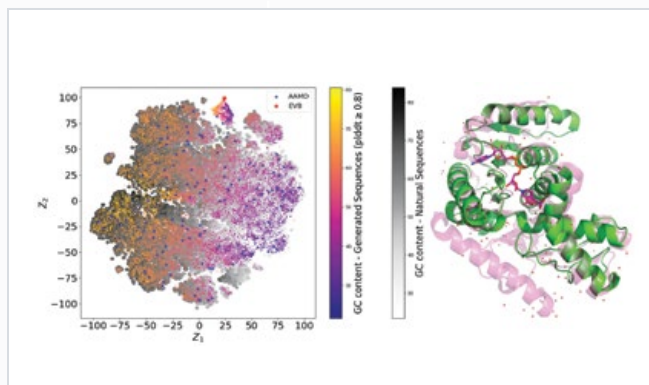 AAMD
EVB
100
75
50
25
0
−25
−50
−75
−100
Z₂
−100 −75 −50 −25 0 25 50 75 100
Z₁
GC content - Generated Sequences (plddt ≥ 0.8)
GC content - Natural Sequences